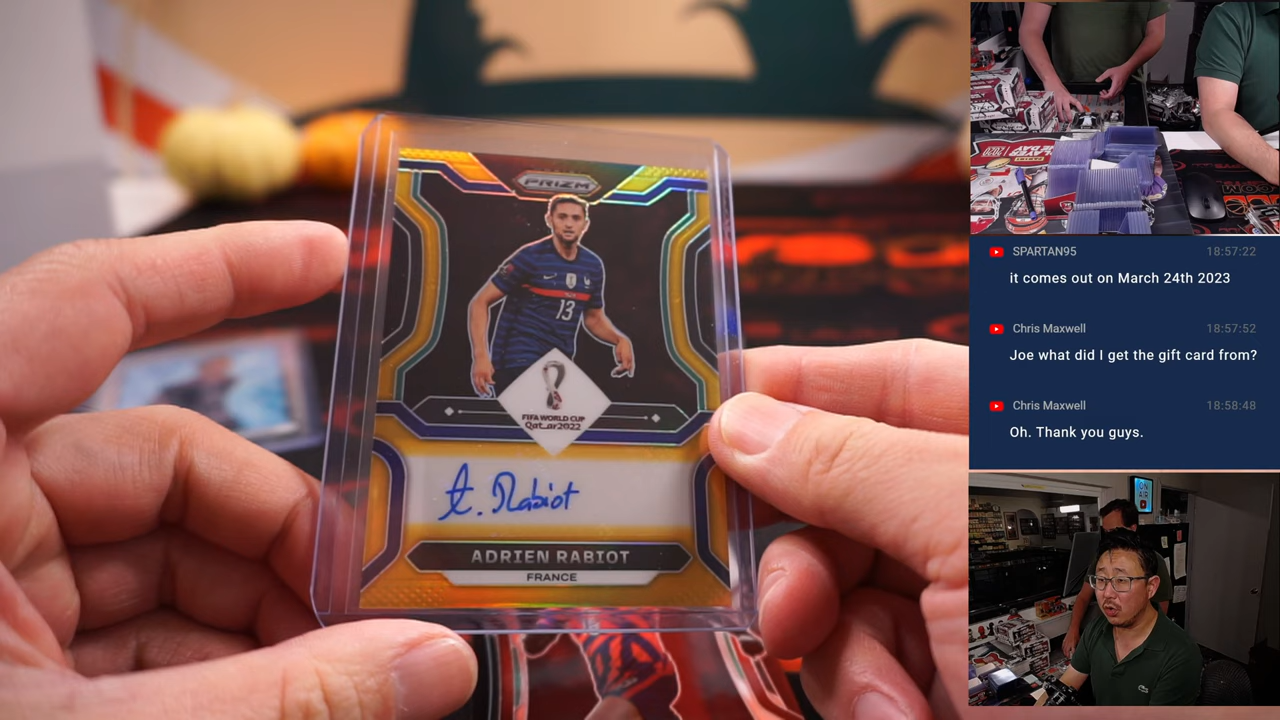 PRIZM
13
FIFA WORLD CUP
Qatar2022
A. Rabiot
ADRIEN RABIOT
FRANCE
SPARTAN95 18:57:22
it comes out on March 24th 2023
Chris Maxwell 18:57:52
Joe what did I get the gift card from?
Chris Maxwell 18:58:48
Oh. Thank you guys.
ON
AIR